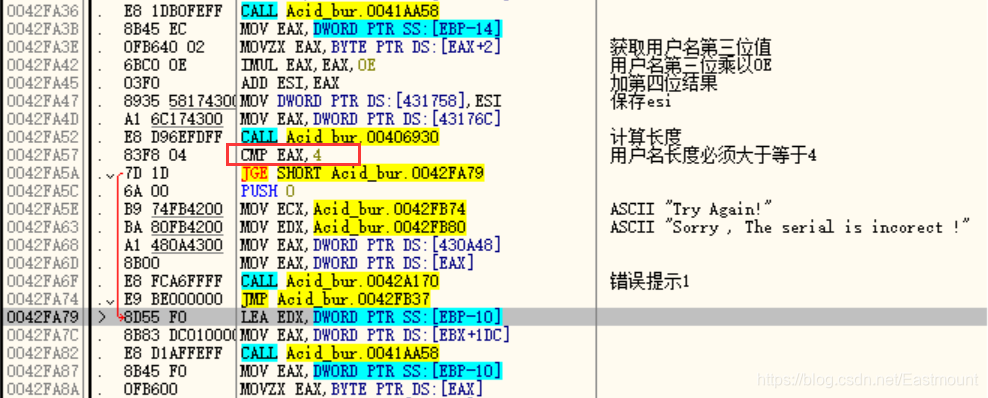 0042FA36 . E8 1DB0FEFF CALL Acid_bur.0041AA58
0042FA3B . 8B45 EC MOV EAX,DWORD PTR SS:[EBP-14]
0042FA3E . 0FB640 02 MOVZX EAX,BYTE PTR DS:[EAX+2] 获取用户名第三位值
0042FA42 . 6BC0 0E IMUL EAX,EAX,0E 用户名第三位乘以0E
0042FA45 . 03F0 ADD ESI,EAX 加第四位结果
0042FA47 . 8935 58174300 MOV DWORD PTR DS:[431758],ESI 保存esi
0042FA4D . A1 6C174300 MOV EAX,DWORD PTR DS:[43176C]
0042FA52 . E8 D96EFDFF CALL Acid_bur.00406930 计算长度
0042FA57 . 83F8 04 CMP EAX,4 用户名长度必须大于等于4
0042FA5A . 7D 1D JGE SHORT Acid_bur.0042FA79
0042FA5C . 6A 00 PUSH 0
0042FA5E . B9 74FB4200 MOV ECX,Acid_bur.0042FB74 ASCII "Try Again!"
0042FA63 . BA 80FB4200 MOV EDX,Acid_bur.0042FB80 ASCII "Sorry , The serial is incorect !"
0042FA68 . A1 480A4300 MOV EAX,DWORD PTR DS:[430A48]
0042FA6D . 8B00 MOV EAX,DWORD PTR DS:[EAX]
0042FA6F . E8 FCA6FFFF CALL Acid_bur.0042A170 错误提示1
0042FA74 . E9 BE000000 JMP Acid_bur.0042FB37
0042FA79 > 8D55 F0 LEA EDX,DWORD PTR SS:[EBP-10]
0042FA7C . 8B83 DC010000 MOV EAX,DWORD PTR DS:[EBX+1DC]
0042FA82 . E8 D1AFFEFF CALL Acid_bur.0041AA58
0042FA87 . 8B45 F0 MOV EAX,DWORD PTR SS:[EBP-10]
0042FA8A . 0FB600 MOVZX EAX,BYTE PTR DS:[EAX]
https://blog.csdn.net/Eastmount